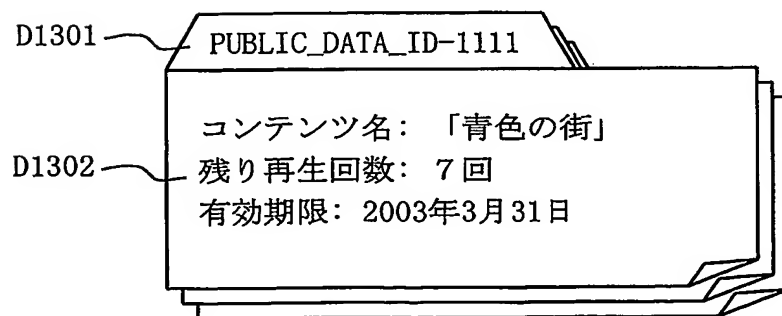 D1301
PUBLIC_DATA_ID-1111
D1302
コンテンツ名: 「青色の街」
残り再生回数: 7回
有効期限: 2003年3月31日